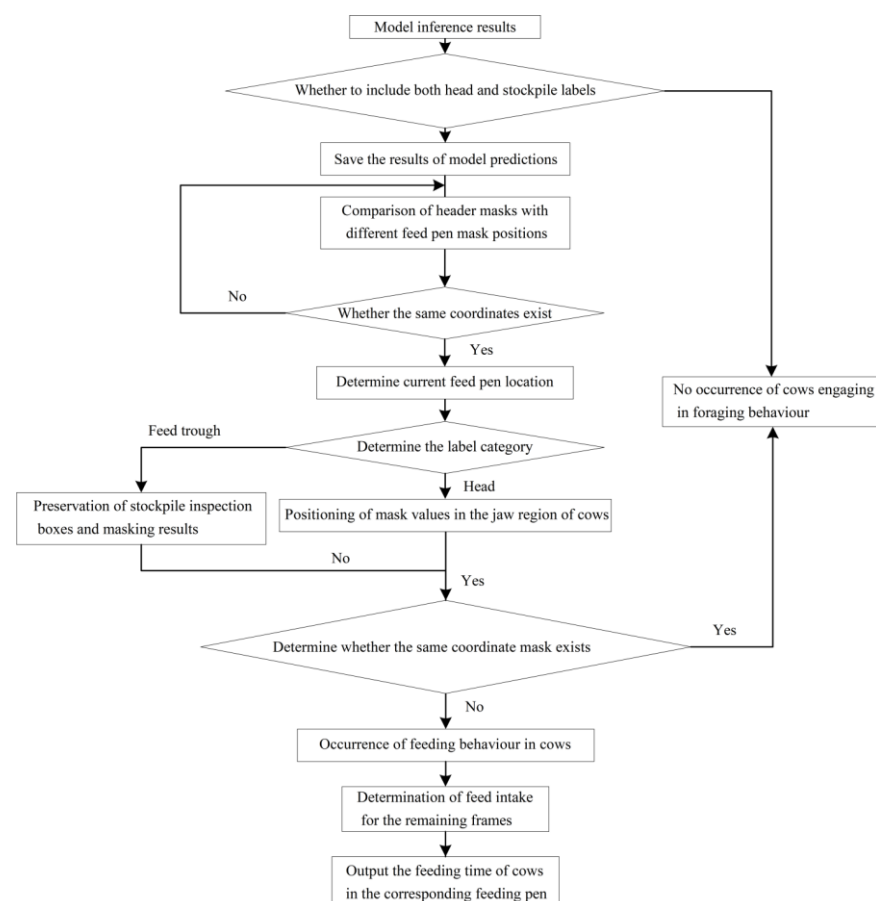 Model inference results
Whether to include both head and stockpile labels
Save the results of model predictions
Comparison of header masks with
different feed pen mask positions
No
Whether the same coordinates exist
Yes
Determine current feed pen location
No occurrence of cows engaging
in foraging behaviour
Feed trough
Determine the label category
Head
Preservation of stockpile inspection
boxes and masking results
Positioning of mask values in the jaw region of cows
No
Yes
Determine whether the same coordinate mask exists
Yes
No
Occurrence of feeding behaviour in cows
Determination of feed intake
for the remaining frames
Output the feeding time of cows
in the corresponding feeding pen